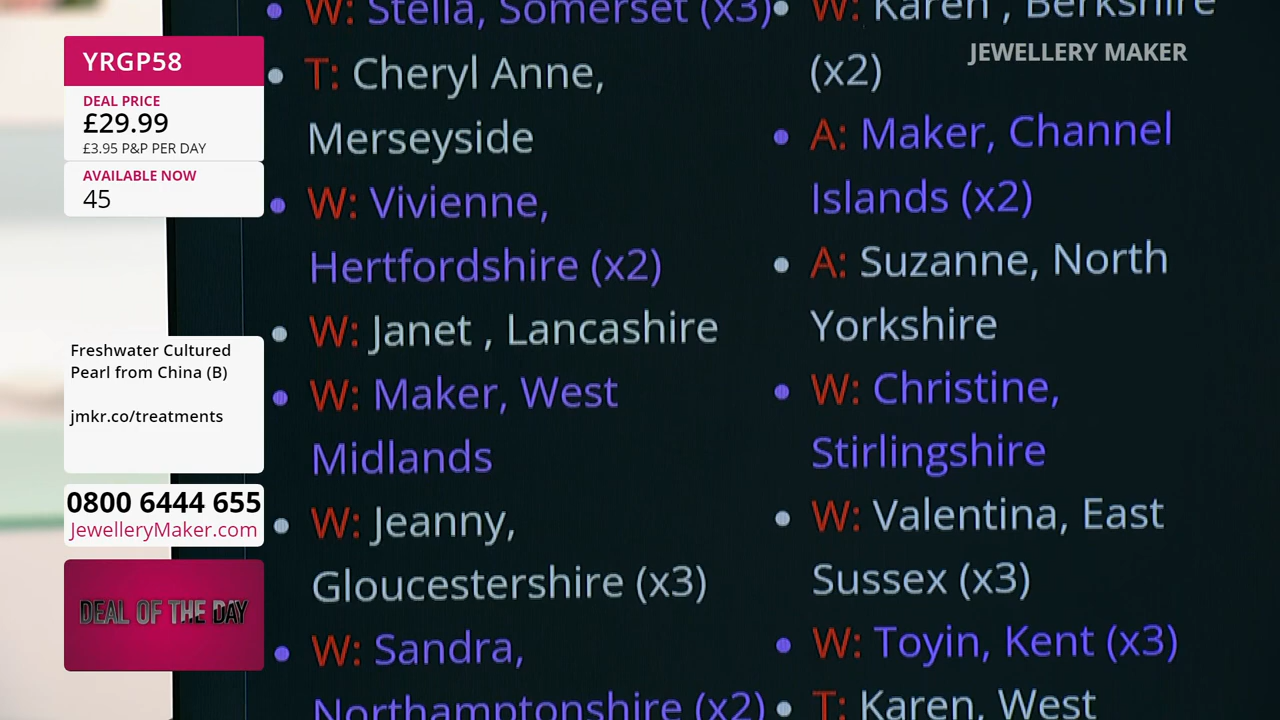 YRGP58
DEAL PRICE
£29.99
£3.95 P&P PER DAY
AVAILABLE NOW
45
Freshwater Cultured
Pearl from China (B)
jmkr.co/treatments
0800 6444 655
JewelleryMaker.com
DEAL OF THE DAY
W: Stella, Somerset (x3)
T: Cheryl Anne,
Merseyside
W: Vivienne,
Hertfordshire (x2)
W: Janet , Lancashire
W: Maker, West
Midlands
W: Jeanny,
Gloucestershire (x3)
W: Sandra,
Northamptonshire (x2)
W: Karen , Berkshire
(x2)
A: Maker, Channel
Islands (x2)
A: Suzanne, North
Yorkshire
W: Christine,
Stirlingshire
W: Valentina, East
Sussex (x3)
W: Toyin, Kent (x3)
T: Karen, West
JEWELLERY MAKER